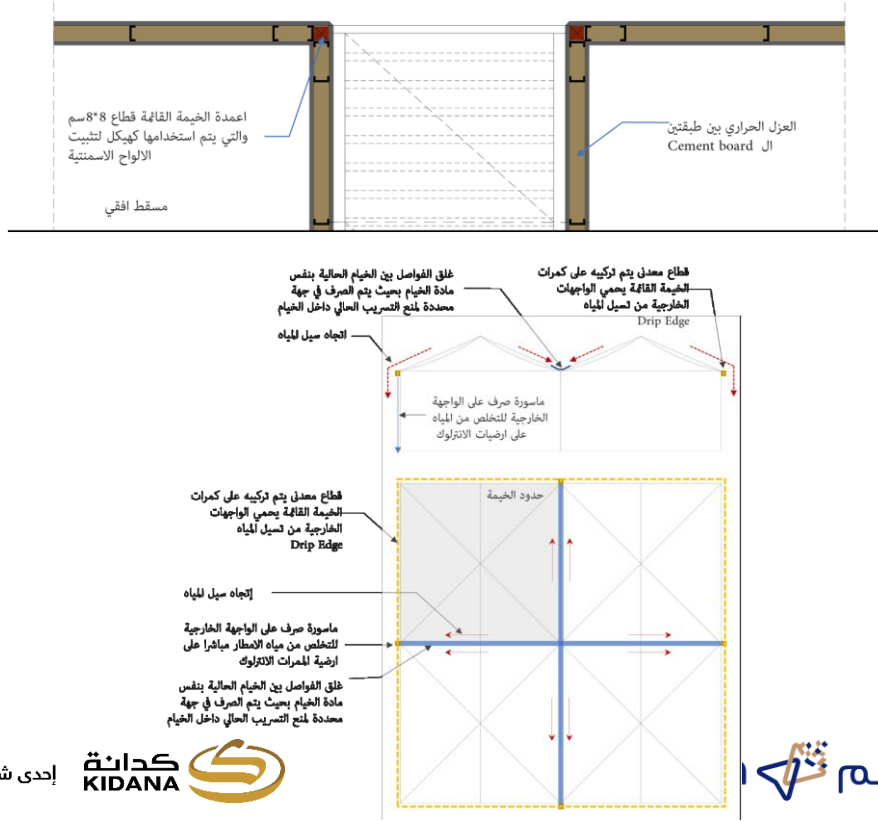 اعمدة الخيمة القائمة قطاع 8*8سم
والتي يتم استخدامها كهيكل لتثبيت
الالواح الاسمنتية
العزل الحراري بين طبقتين
ال Cement board
مسقط افقي
غلق الفواصل بين الخيام الحالية بنفس
مادة الخيام بحيث يتم الصرف في جهة
محددة لمنع التسريب الحالي داخل الخيام
قطاع معدني يتم تركيبه على كمرات
الخيمة القائمة يحمي الواجهات
الخارجية من تسيل المياه
Drip Edge
اتجاه سيل المياه
ماسورة صرف على الواجهة
الخارجية للتخلص من المياه
على ارضيات الانترلوك
حدود الخيمة
قطاع معدني يتم تركيبه على كمرات
الخيمة القائمة يحمي الواجهات
الخارجية من تسيل المياه
Drip Edge
إتجاه سيل المياه
ماسورة صرف على الواجهة الخارجية
للتخلص من مياه الامطار مباشرا على
ارضية الممرات الانترلوك
غلق الفواصل بين الخيام الحالية بنفس
مادة الخيام بحيث يتم الصرف في جهة
محددة لمنع التسريب الحالي داخل الخيام
كدانة
KIDANA
إحدى